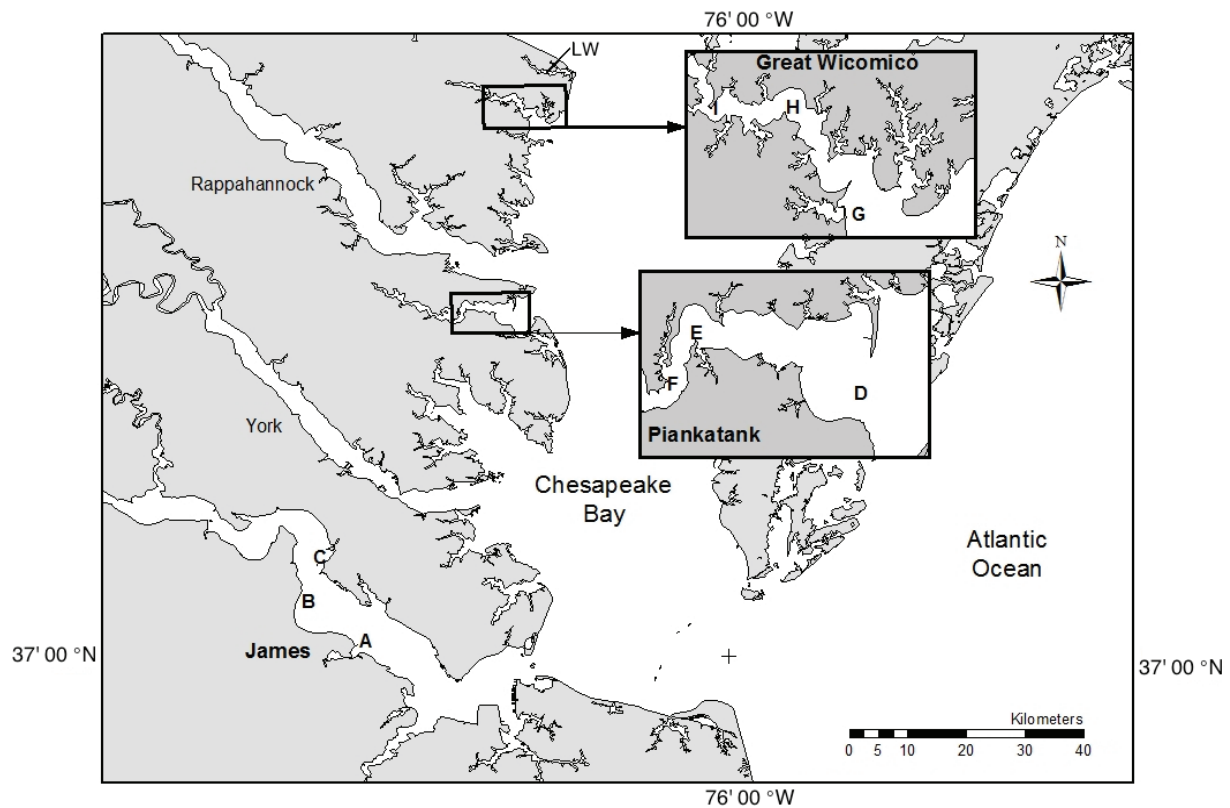 76° 00 °W
LW
Great Wicomico
I
H
G
Rappahannock
N
E
F
D
Piankatank
York
Chesapeake
Bay
Atlantic
Ocean
C
B
A
James
37° 00 °N
37° 00 °N
Kilometers
0 5 10 20 30 40
76° 00 °W